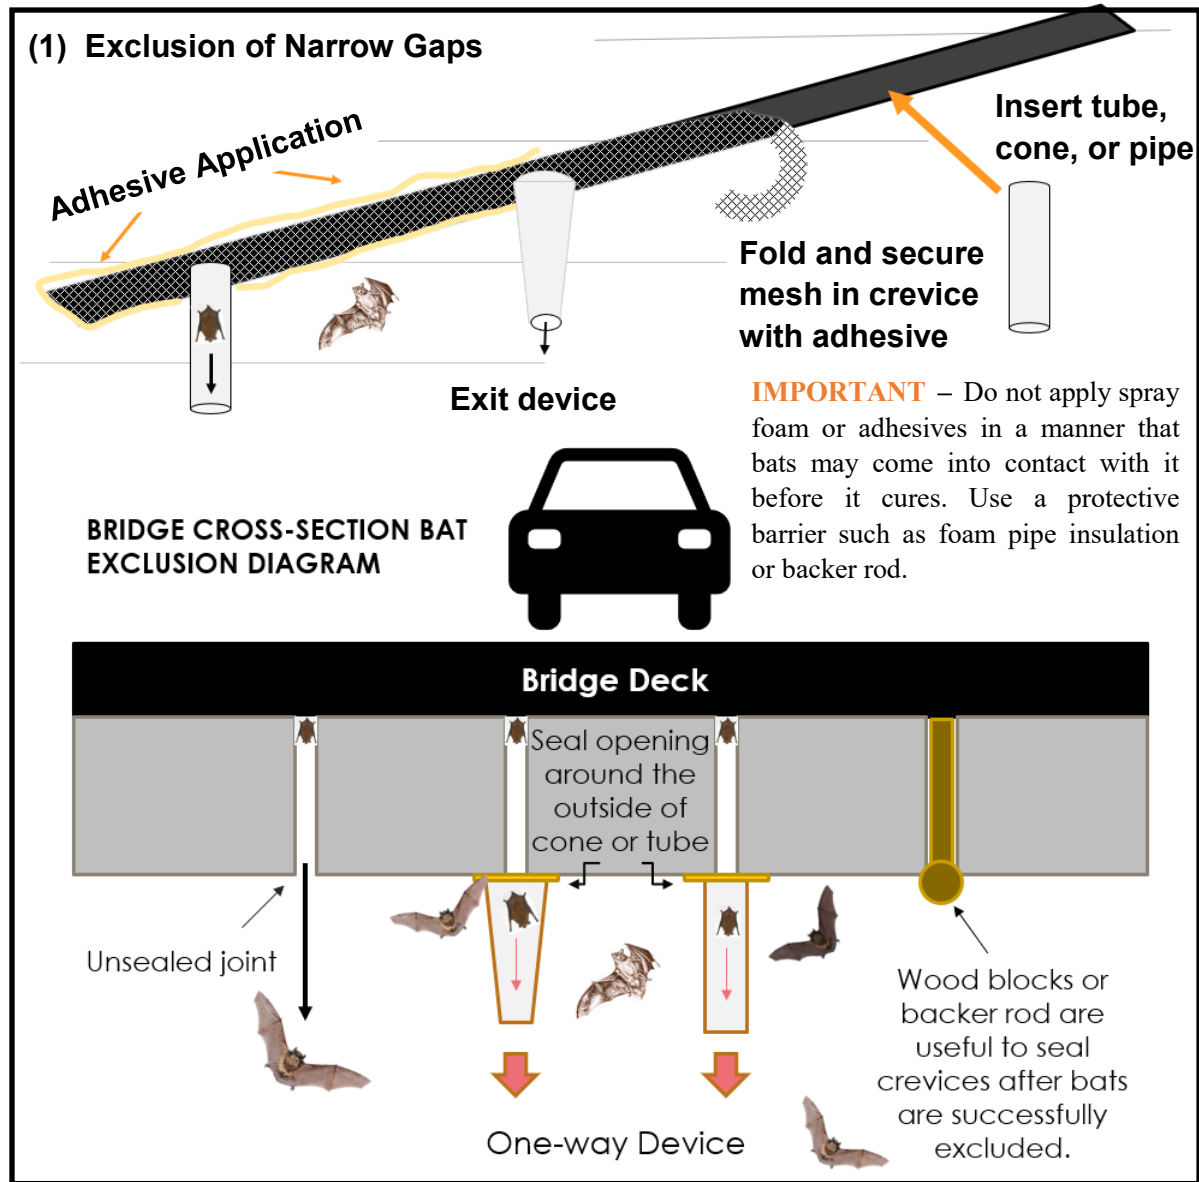 (1)  Exclusion of Narrow Gaps
Adhesive Application
Insert tube,
cone, or pipe
Fold and secure
mesh in crevice
with adhesive
Exit device
IMPORTANT – Do not apply spray
foam or adhesives in a manner that
bats may come into contact with it
before it cures. Use a protective
barrier such as foam pipe insulation
or backer rod.
BRIDGE CROSS-SECTION BAT
EXCLUSION DIAGRAM
Bridge Deck
Seal opening
around the
outside of
cone or tube
Unsealed joint
Wood blocks or
backer rod are
useful to seal
crevices after bats
are successfully
excluded.
One-way Device